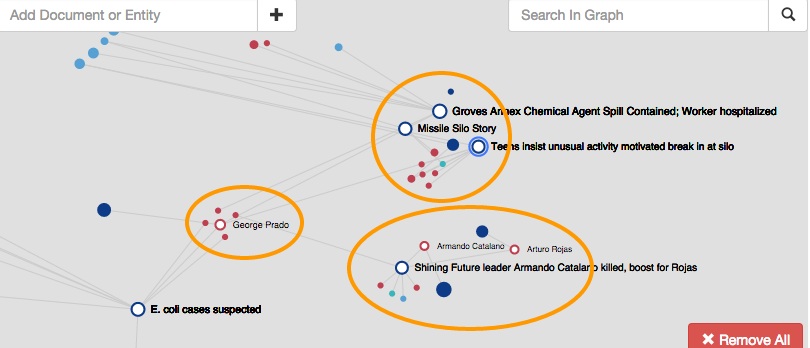 Add Document or Entity
Search In Graph
Groves Annex Chemical Agent Spill Contained; Worker hospitalized
Missile Silo Story
Teens insist unusual activity motivated break in at silo
George Prado
Armando Catalano
Arturo Rojas
Shining Future leader Armando Catalano killed, boost for Rojas
E. coli cases suspected
Remove All